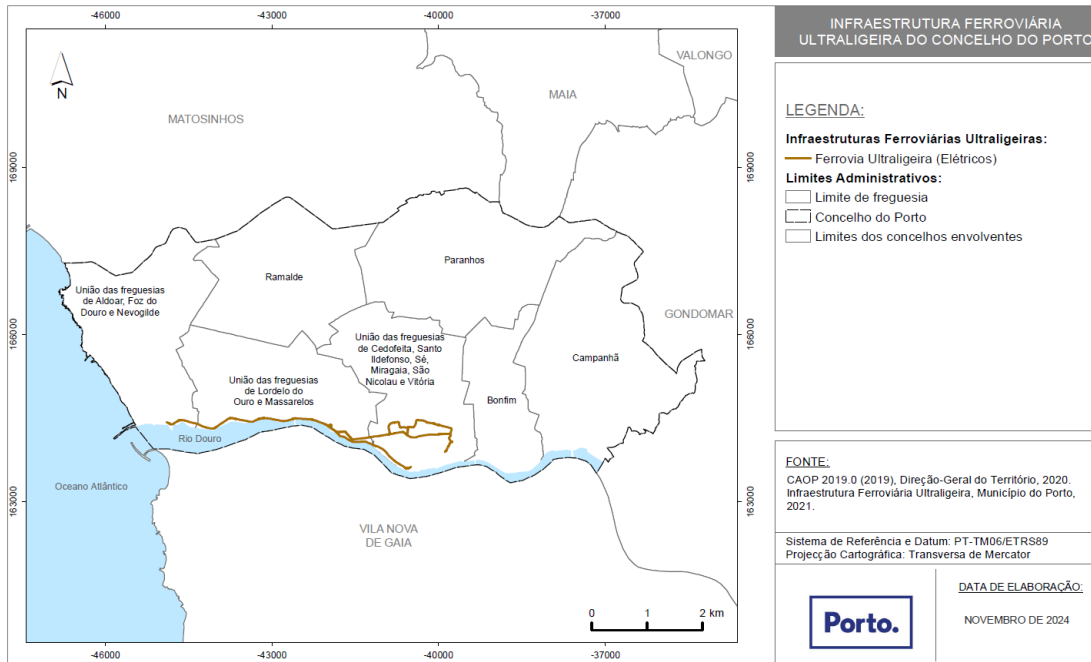 -46000
-43000
-40000
-37000
INFRAESTRUTURA FERROVIÁRIA
ULTRALIGEIRA DO CONCELHO DO PORTO
N
VALONGO
MAIA
MATOSINHOS
169000
169000
LEGENDA:
Infraestruturas Ferroviárias Ultraligeiras:
Ferrovia Ultraligeira (Elétricos)
Limites Administrativos:
Limite de freguesia
Concelho do Porto
Limites dos concelhos envolventes
Paranhos
Ramalde
União das freguesias
de Aldoar, Foz do
Douro e Nevogilde
GONDOMAR
166000
166000
União das freguesias
de Cedofeita, Santo
Ildefonso, Sé,
Miragaia, São
Nicolau e Vitória
Campanhã
União das freguesias
de Lordelo do
Ouro e Massarelos
Bonfim
Rio Douro
Oceano Atlântico
163000
163000
VILA NOVA
DE GAIA
0 1 2 km
-46000
-43000
-40000
-37000
FONTE:
CAOP 2019.0 (2019), Direção-Geral do Território, 2020.
Infraestrutura Ferroviária Ultraligeira, Município do Porto,
2021.
Sistema de Referência e Datum: PT-TM06/ETRS89
Projecção Cartográfica: Transversa de Mercator
Porto.
DATA DE ELABORAÇÃO:
NOVEMBRO DE 2024